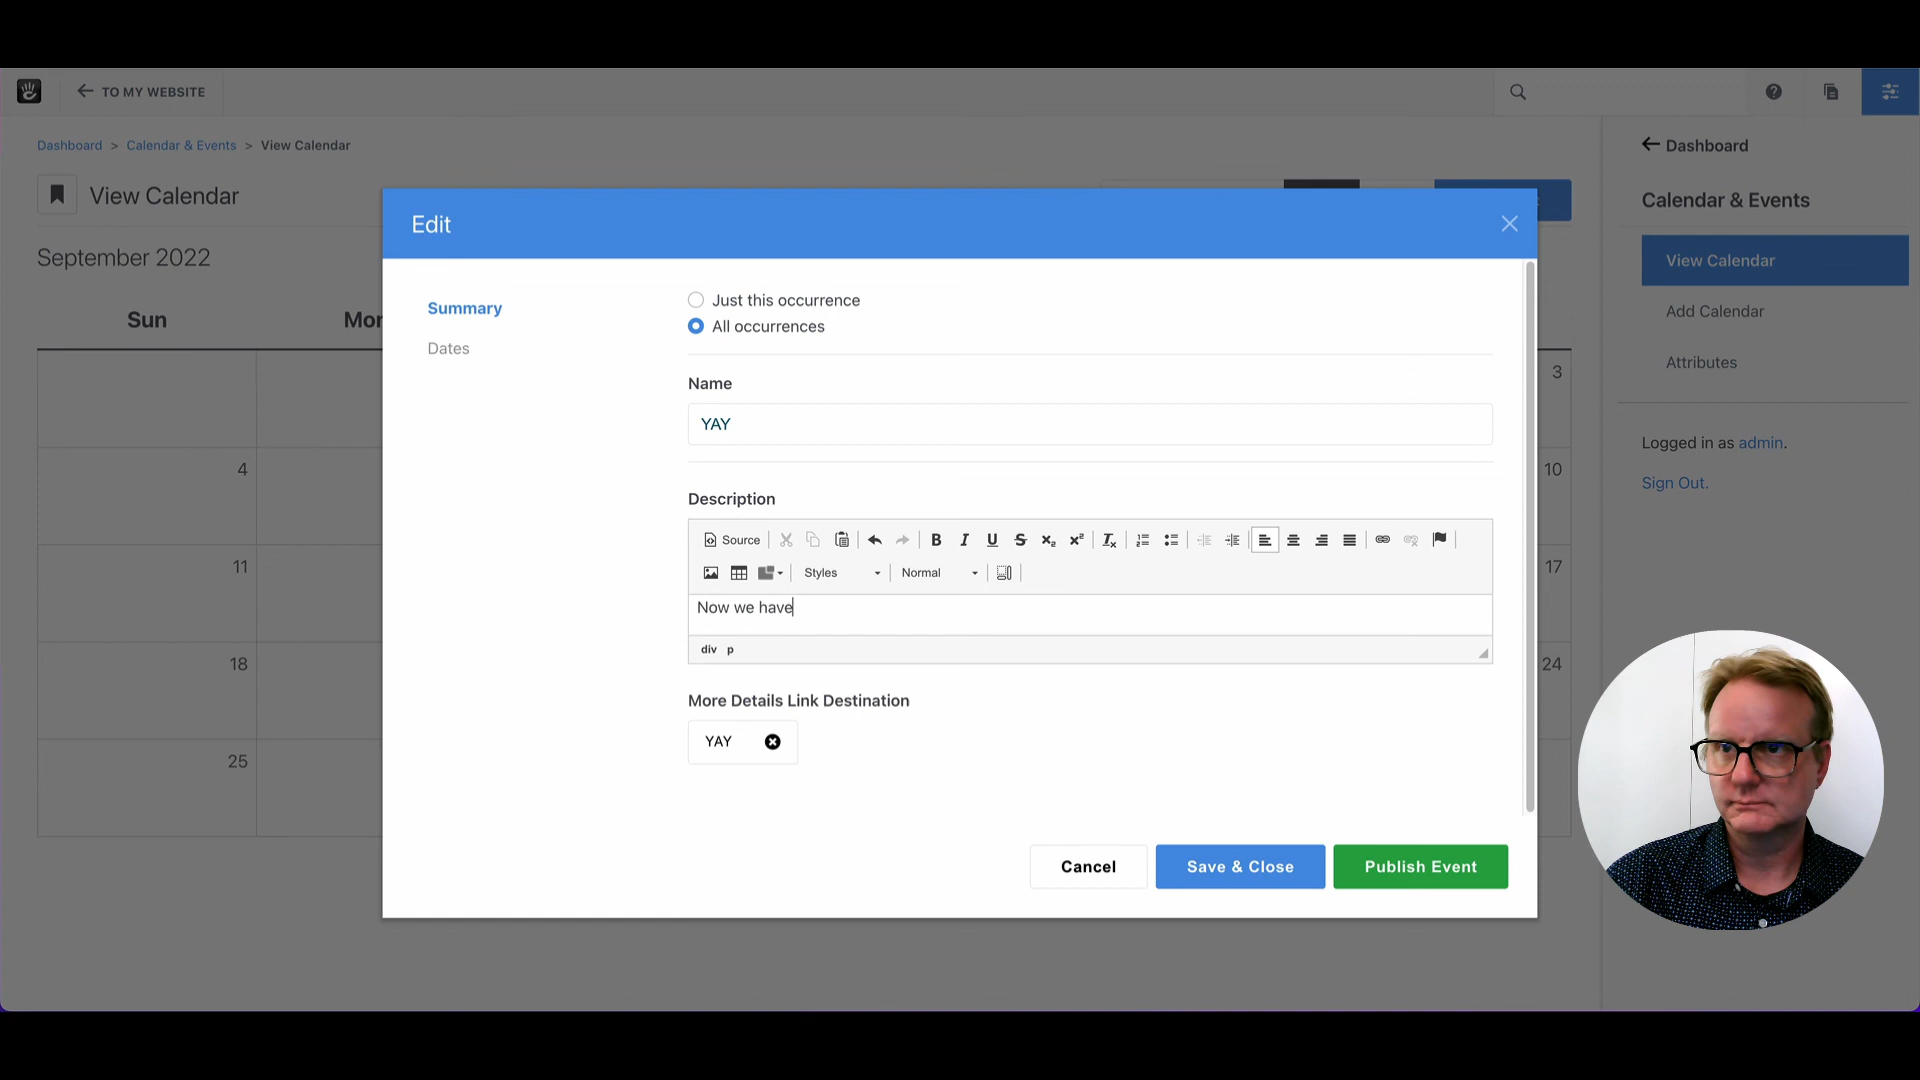 TO MY WEBSITE
Dashboard > Calendar & Events > View Calendar
View Calendar
September 2022
Sun Mor
3
4
10
11
17
18
24
25
Edit
Summary
Dates
Just this occurrence
All occurrences
Name
YAY
Description
Source
Styles
Normal
Now we have
div p
More Details Link Destination
YAY
Cancel
Save & Close
Publish Event
Dashboard
Calendar & Events
View Calendar
Add Calendar
Attributes
Logged in as admin.
Sign Out.